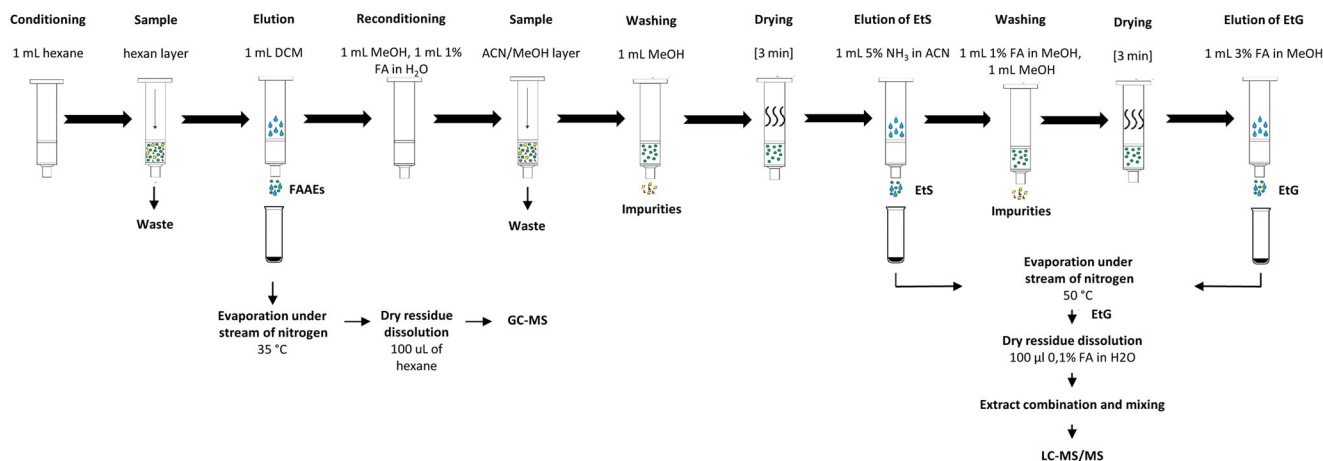 Conditioning
1 mL hexane
Sample
hexan layer
Waste
Elution
1 mL DCM
FAAEs
Evaporation under
stream of nitrogen
35 °C
Dry residue
dissolution
100 uL of
hexane
GC-MS
Reconditioning
1 mL MeOH, 1 mL 1%
FA in H₂O
Sample
ACN/MeOH layer
Waste
Washing
1 mL MeOH
Impurities
Drying
[3 min]
Elution of EtS
1 mL 5% NH₃ in ACN
EtS
Washing
1 mL 1% FA in MeOH,
1 mL MeOH
Impurities
Drying
[3 min]
Elution of EtG
1 mL 3% FA in MeOH
EtG
Evaporation under
stream of nitrogen
50 °C
EtG
Dry ressidue dissolution
100 µl 0,1% FA in H2O
Extract combination and mixing
LC-MS/MS